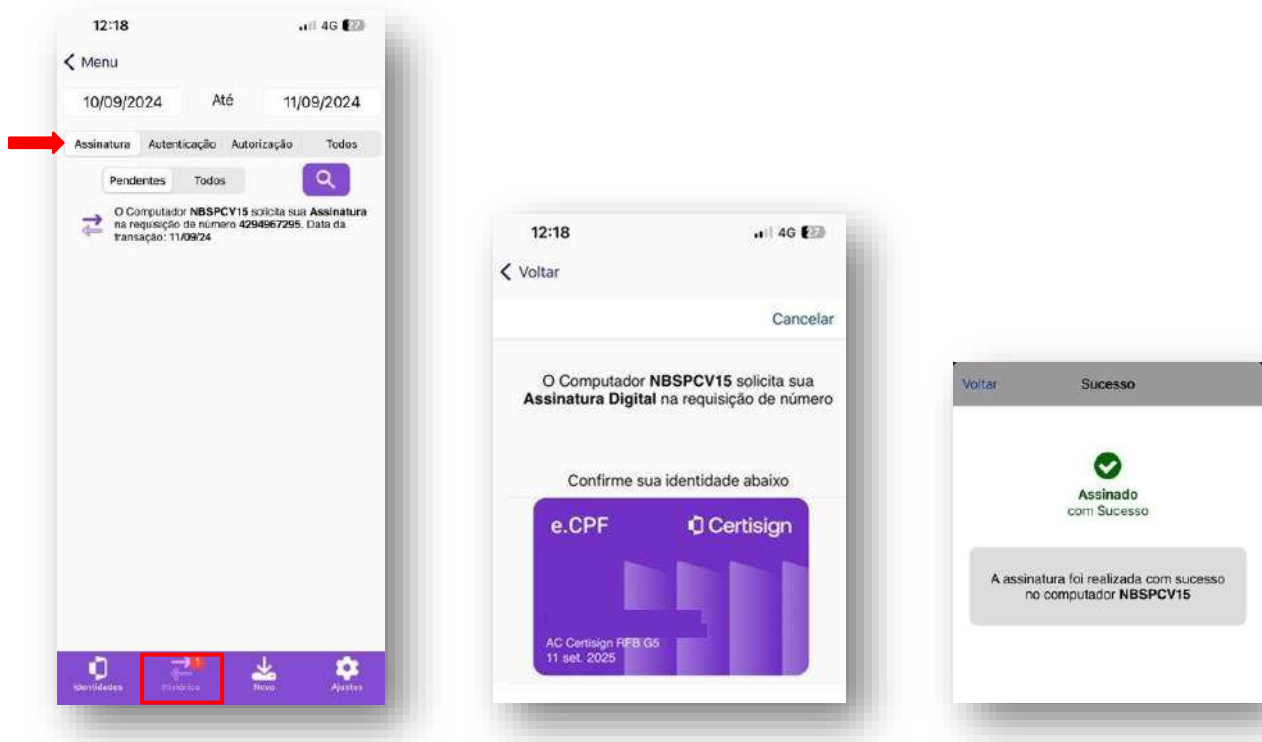 12:18
4G 27
Menu
10/09/2024 Até 11/09/2024
Assinatura Autenticação Autorização Todos
Pendentes Todos
O Computador NBSPCV15 solicita sua Assinatura
na requisição de número 4294967295. Data da
transação: 11/09/24
1
Identidades Histórico Novo Ajustes
12:18
4G 27
Voltar
Cancelar
O Computador NBSPCV15 solicita sua
Assinatura Digital na requisição de número
Confirme sua identidade abaixo
e.CPF Certisign
AC Certisign RFB G5
11 set. 2025
Voltar Sucesso
Assinado
com Sucesso
A assinatura foi realizada com sucesso
no computador NBSPCV15